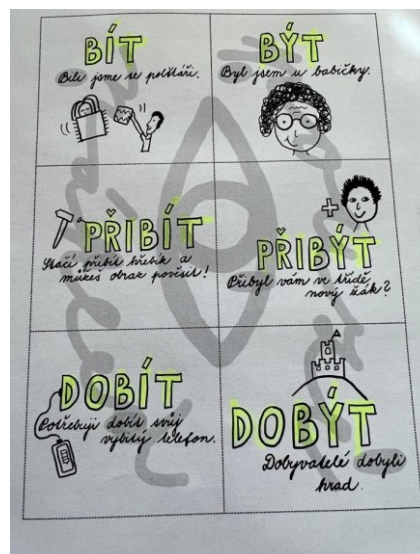 BÍT
Bili jsme se polštáři.
BÝT
Byl jsem u babičky.
PŘIBÍT
Stačí přibít hřebík a
můžeš obraz pověsit!
+
PŘIBÝT
Přibyl vám ve třídě
nový žák?
DOBÍT
Potřebuji dobít svůj
vybitý telefon.
DOBÝT
Dobyvatelé dobyli
hrad.